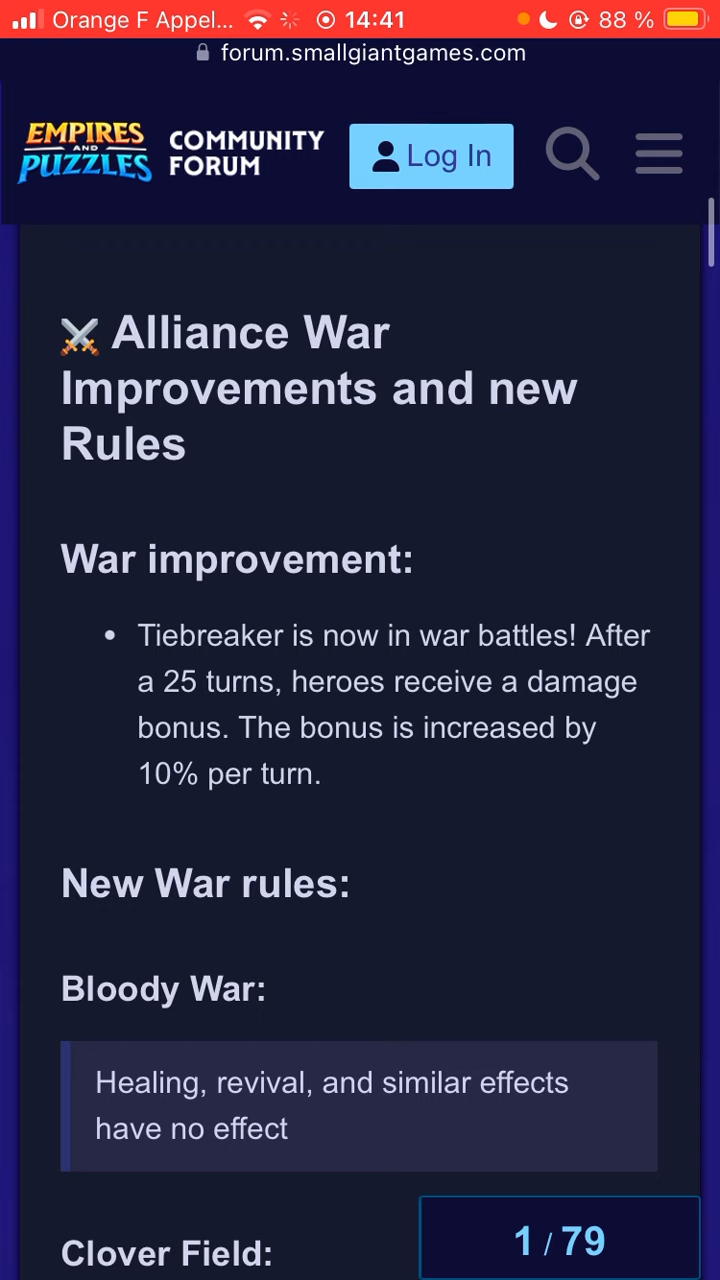 Orange F Appel... 14:41 88 %
forum.smallgiantgames.com
EMPIRES
AND
PUZZLES
COMMUNITY
FORUM
Log In
⚔️ Alliance War
Improvements and new
Rules
War improvement:
• Tiebreaker is now in war battles! After
a 25 turns, heroes receive a damage
bonus. The bonus is increased by
10% per turn.
New War rules:
Bloody War:
Healing, revival, and similar effects
have no effect
Clover Field:
1 / 79